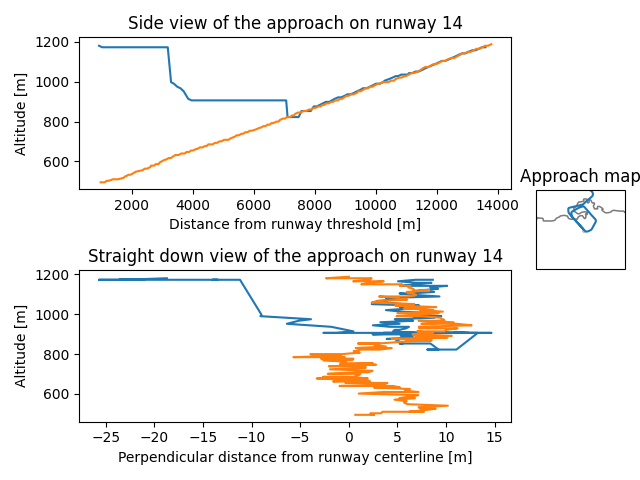 Side view of the approach on runway 14
1200
1000
800
600
Altitude [m]
2000 4000 6000 8000 10000 12000 14000
Distance from runway threshold [m]
Approach map
Straight down view of the approach on runway 14
1200
1000
800
600
Altitude [m]
−25 −20 −15 −10 −5 0 5 10 15
Perpendicular distance from runway centerline [m]